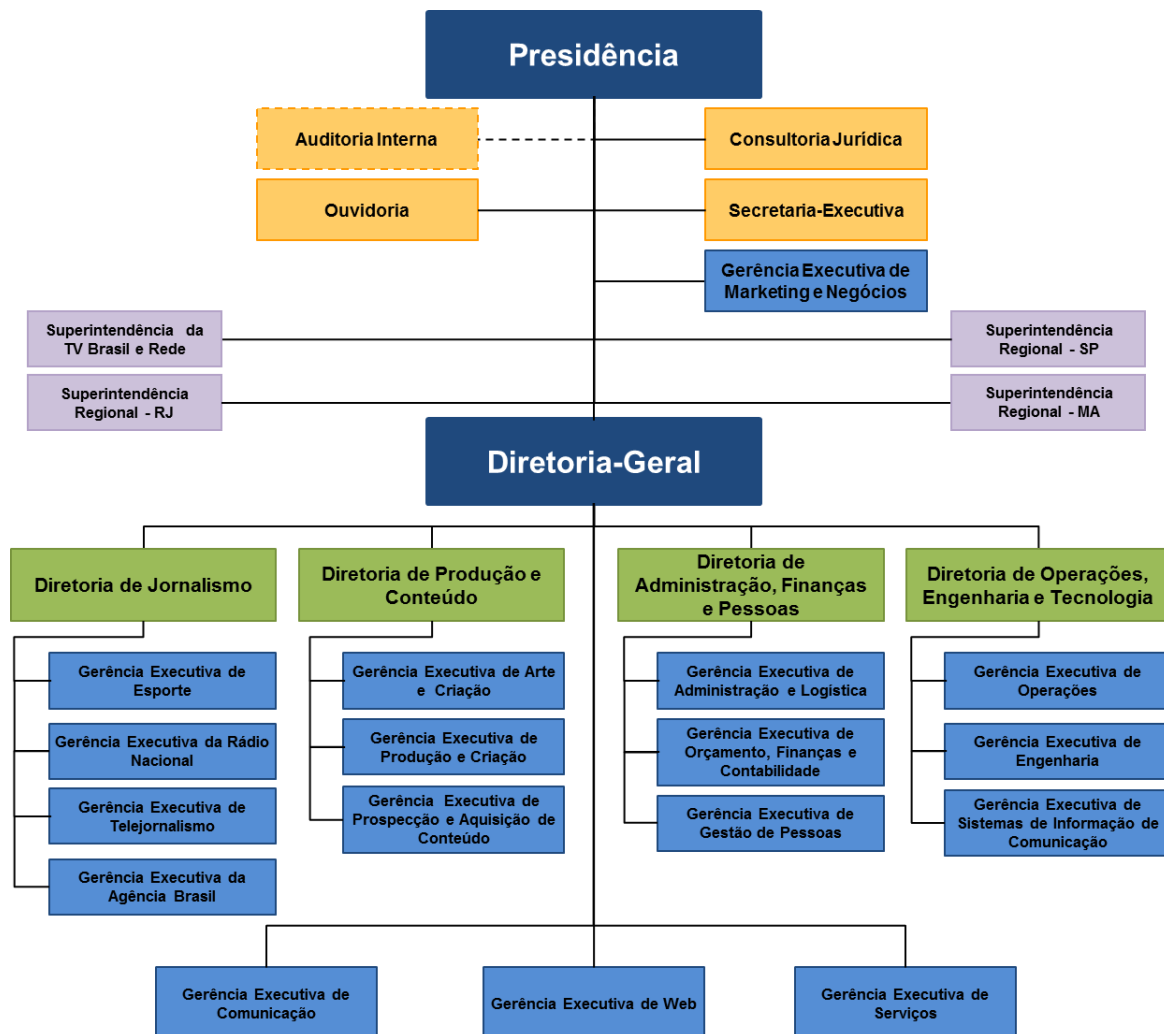 Presidência
Auditoria Interna
Consultoria Jurídica
Ouvidoria
Secretaria-Executiva
Gerência Executiva de
Marketing e Negócios
Superintendência da
TV Brasil e Rede
Superintendência
Regional - SP
Superintendência
Regional - RJ
Superintendência
Regional - MA
Diretoria-Geral
Diretoria de Jornalismo
Diretoria de Produção e
Conteúdo
Diretoria de
Administração, Finanças
e Pessoas
Diretoria de Operações,
Engenharia e Tecnologia
Gerência Executiva de
Esporte
Gerência Executiva da Rádio
Nacional
Gerência Executiva de
Telejornalismo
Gerência Executiva da
Agência Brasil
Gerência Executiva de Arte
e Criação
Gerência Executiva de
Produção e Criação
Gerência Executiva de
Prospecção e Aquisição de
Conteúdo
Gerência Executiva de
Administração e Logística
Gerência Executiva de
Orçamento, Finanças e
Contabilidade
Gerência Executiva de
Gestão de Pessoas
Gerência Executiva de
Operações
Gerência Executiva de
Engenharia
Gerência Executiva de
Sistemas de Informação de
Comunicação
Gerência Executiva de
Comunicação
Gerência Executiva de Web
Gerência Executiva de
Serviços